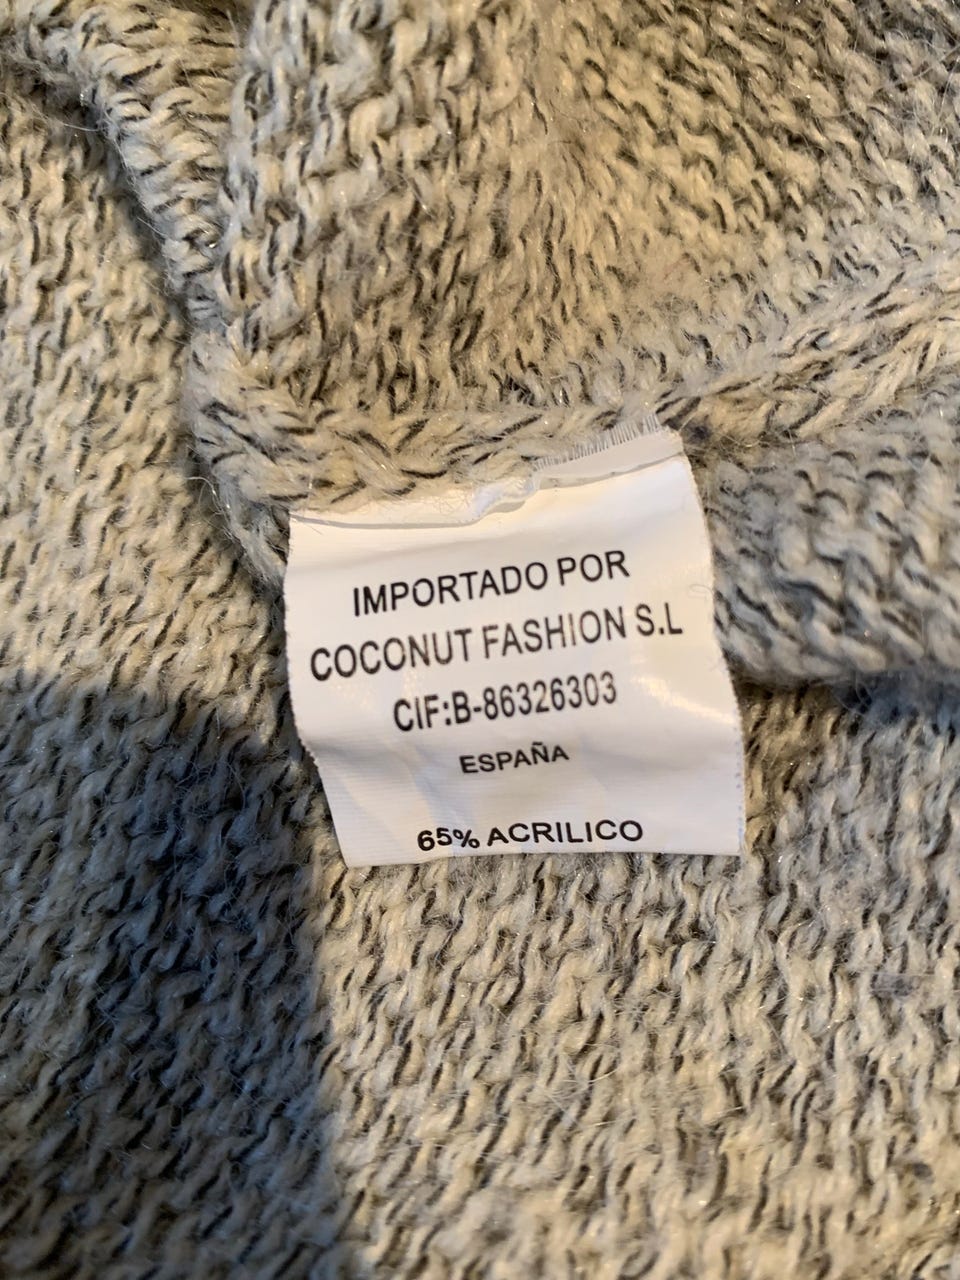 IMPORTADO POR
COCONUT FASHION S.L
CIF:B-86326303
ESPAÑA
65% ACRILICO